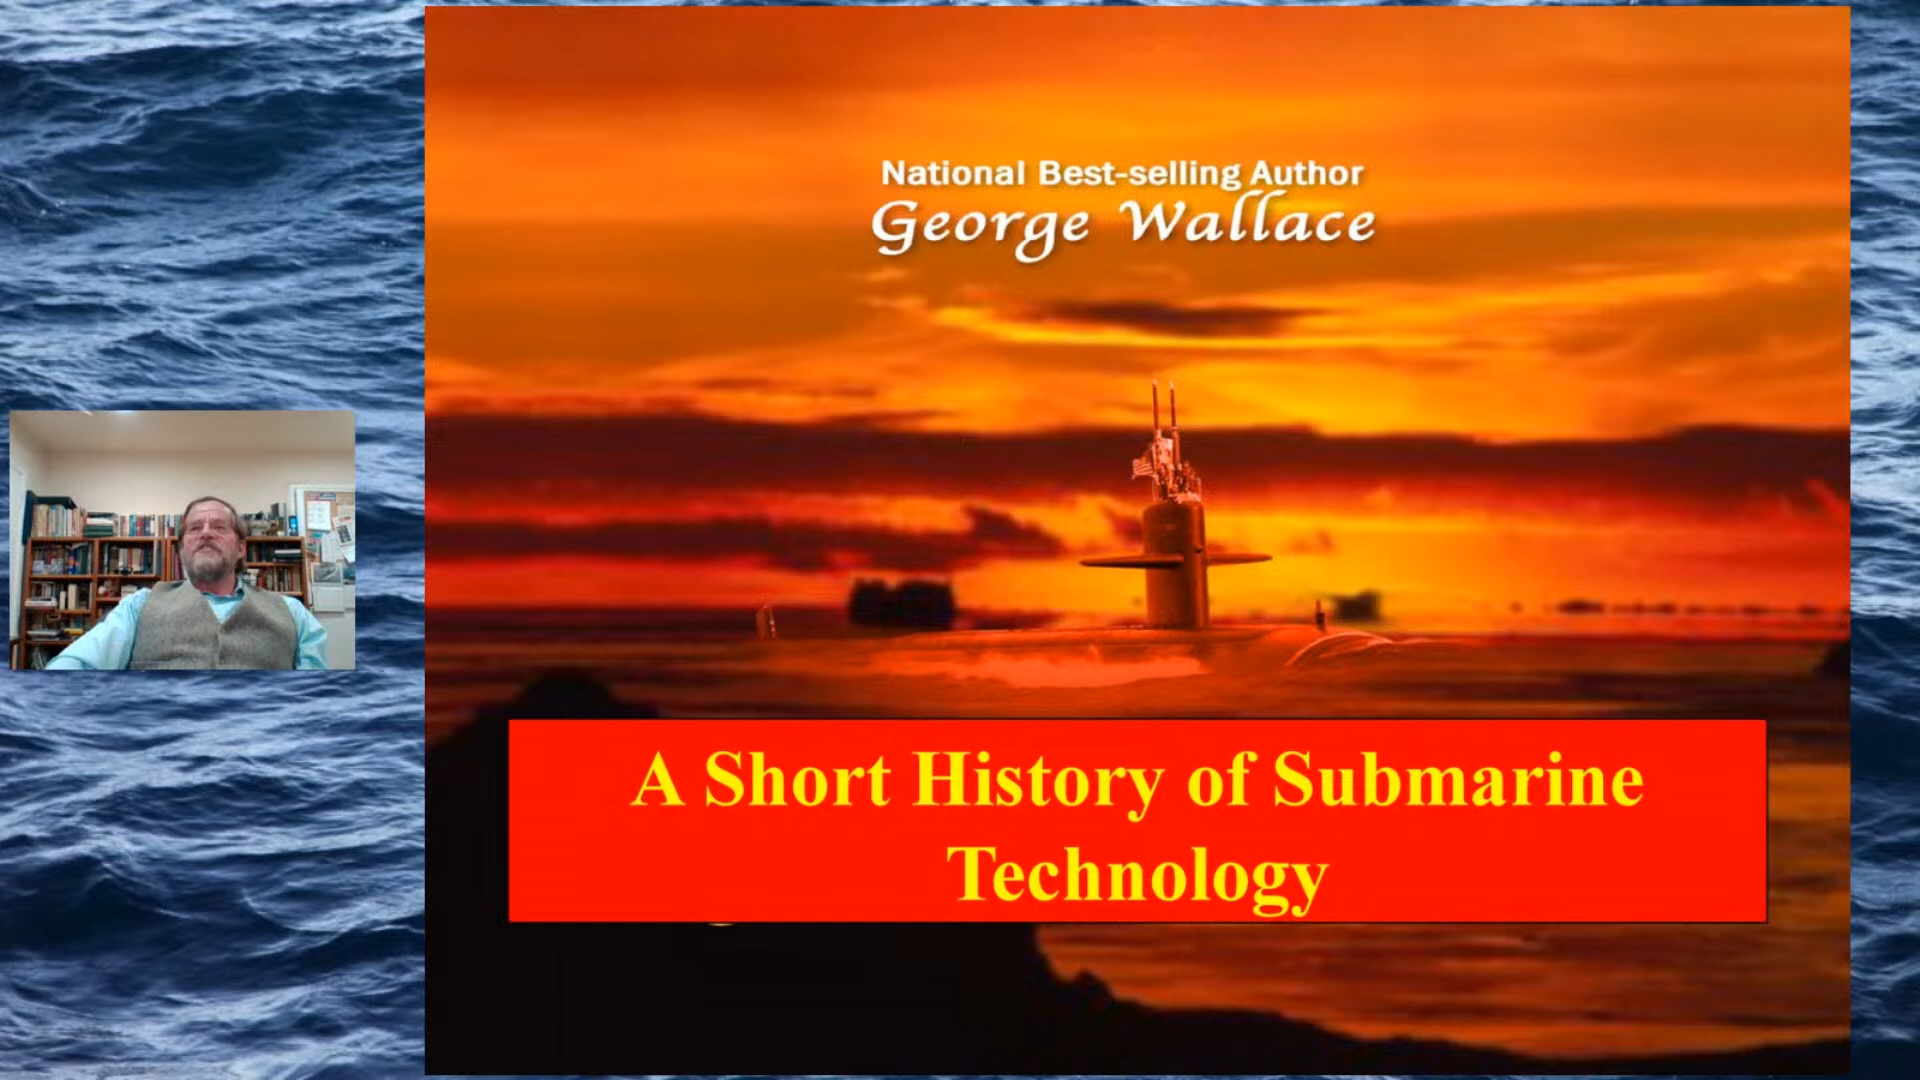 National Best-selling Author
George Wallace
A Short History of Submarine
Technology